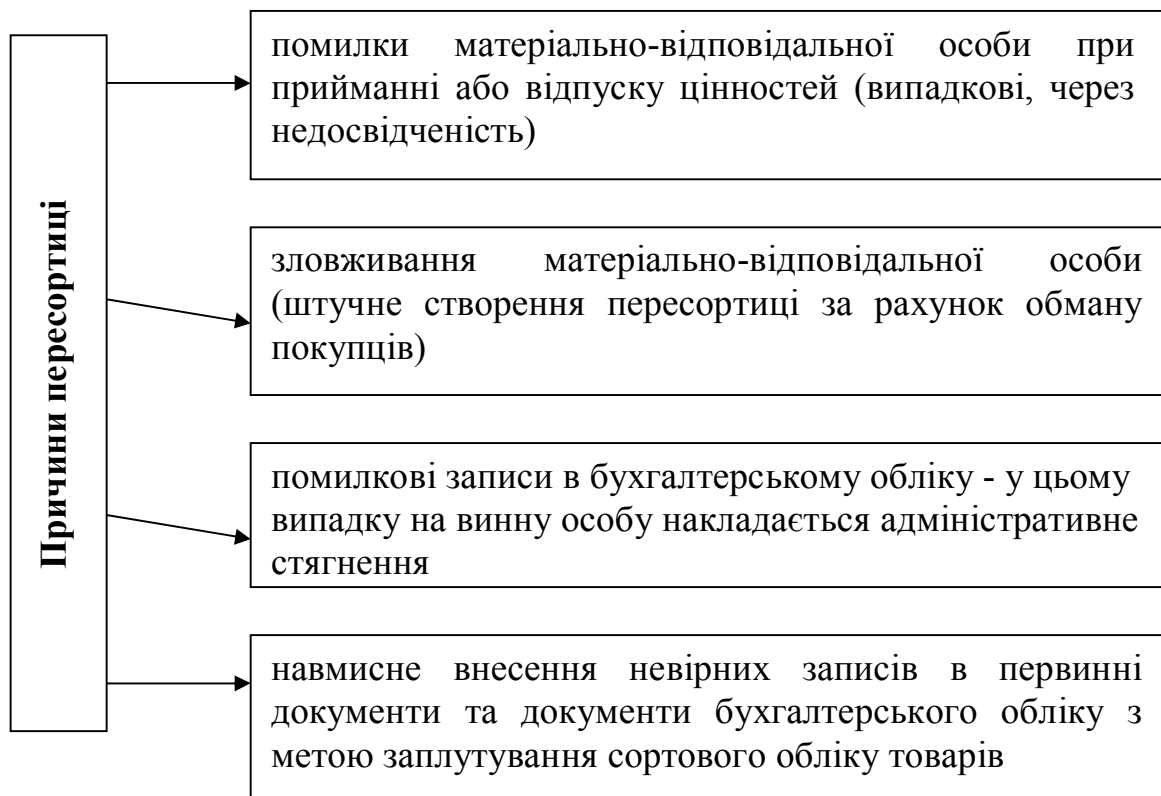 Причини пересортиці
помилки матеріально-відповідальної особи при
прийманні або відпуску цінностей (випадкові, через
недосвідченість)
зловживання матеріально-відповідальної особи
(штучне створення пересортиці за рахунок обману
покупців)
помилкові записи в бухгалтерському обліку - у цьому
випадку на винну особу накладається адміністративне
стягнення
навмисне внесення невірних записів в первинні
документи та документи бухгалтерського обліку з
метою заплутування сортового обліку товарів